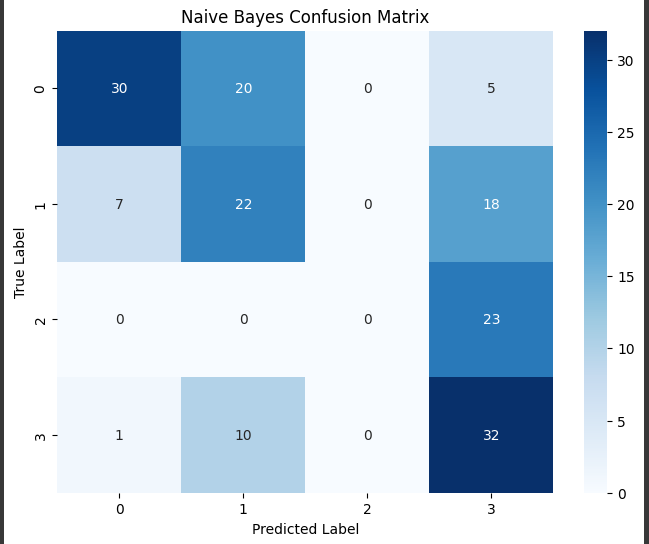 Naive Bayes Confusion Matrix
True Label
0 30 20 0 5
1 7 22 0 18
2 0 0 0 23
3 1 10 0 32
0 1 2 3
Predicted Label
30
25
20
15
10
5
0